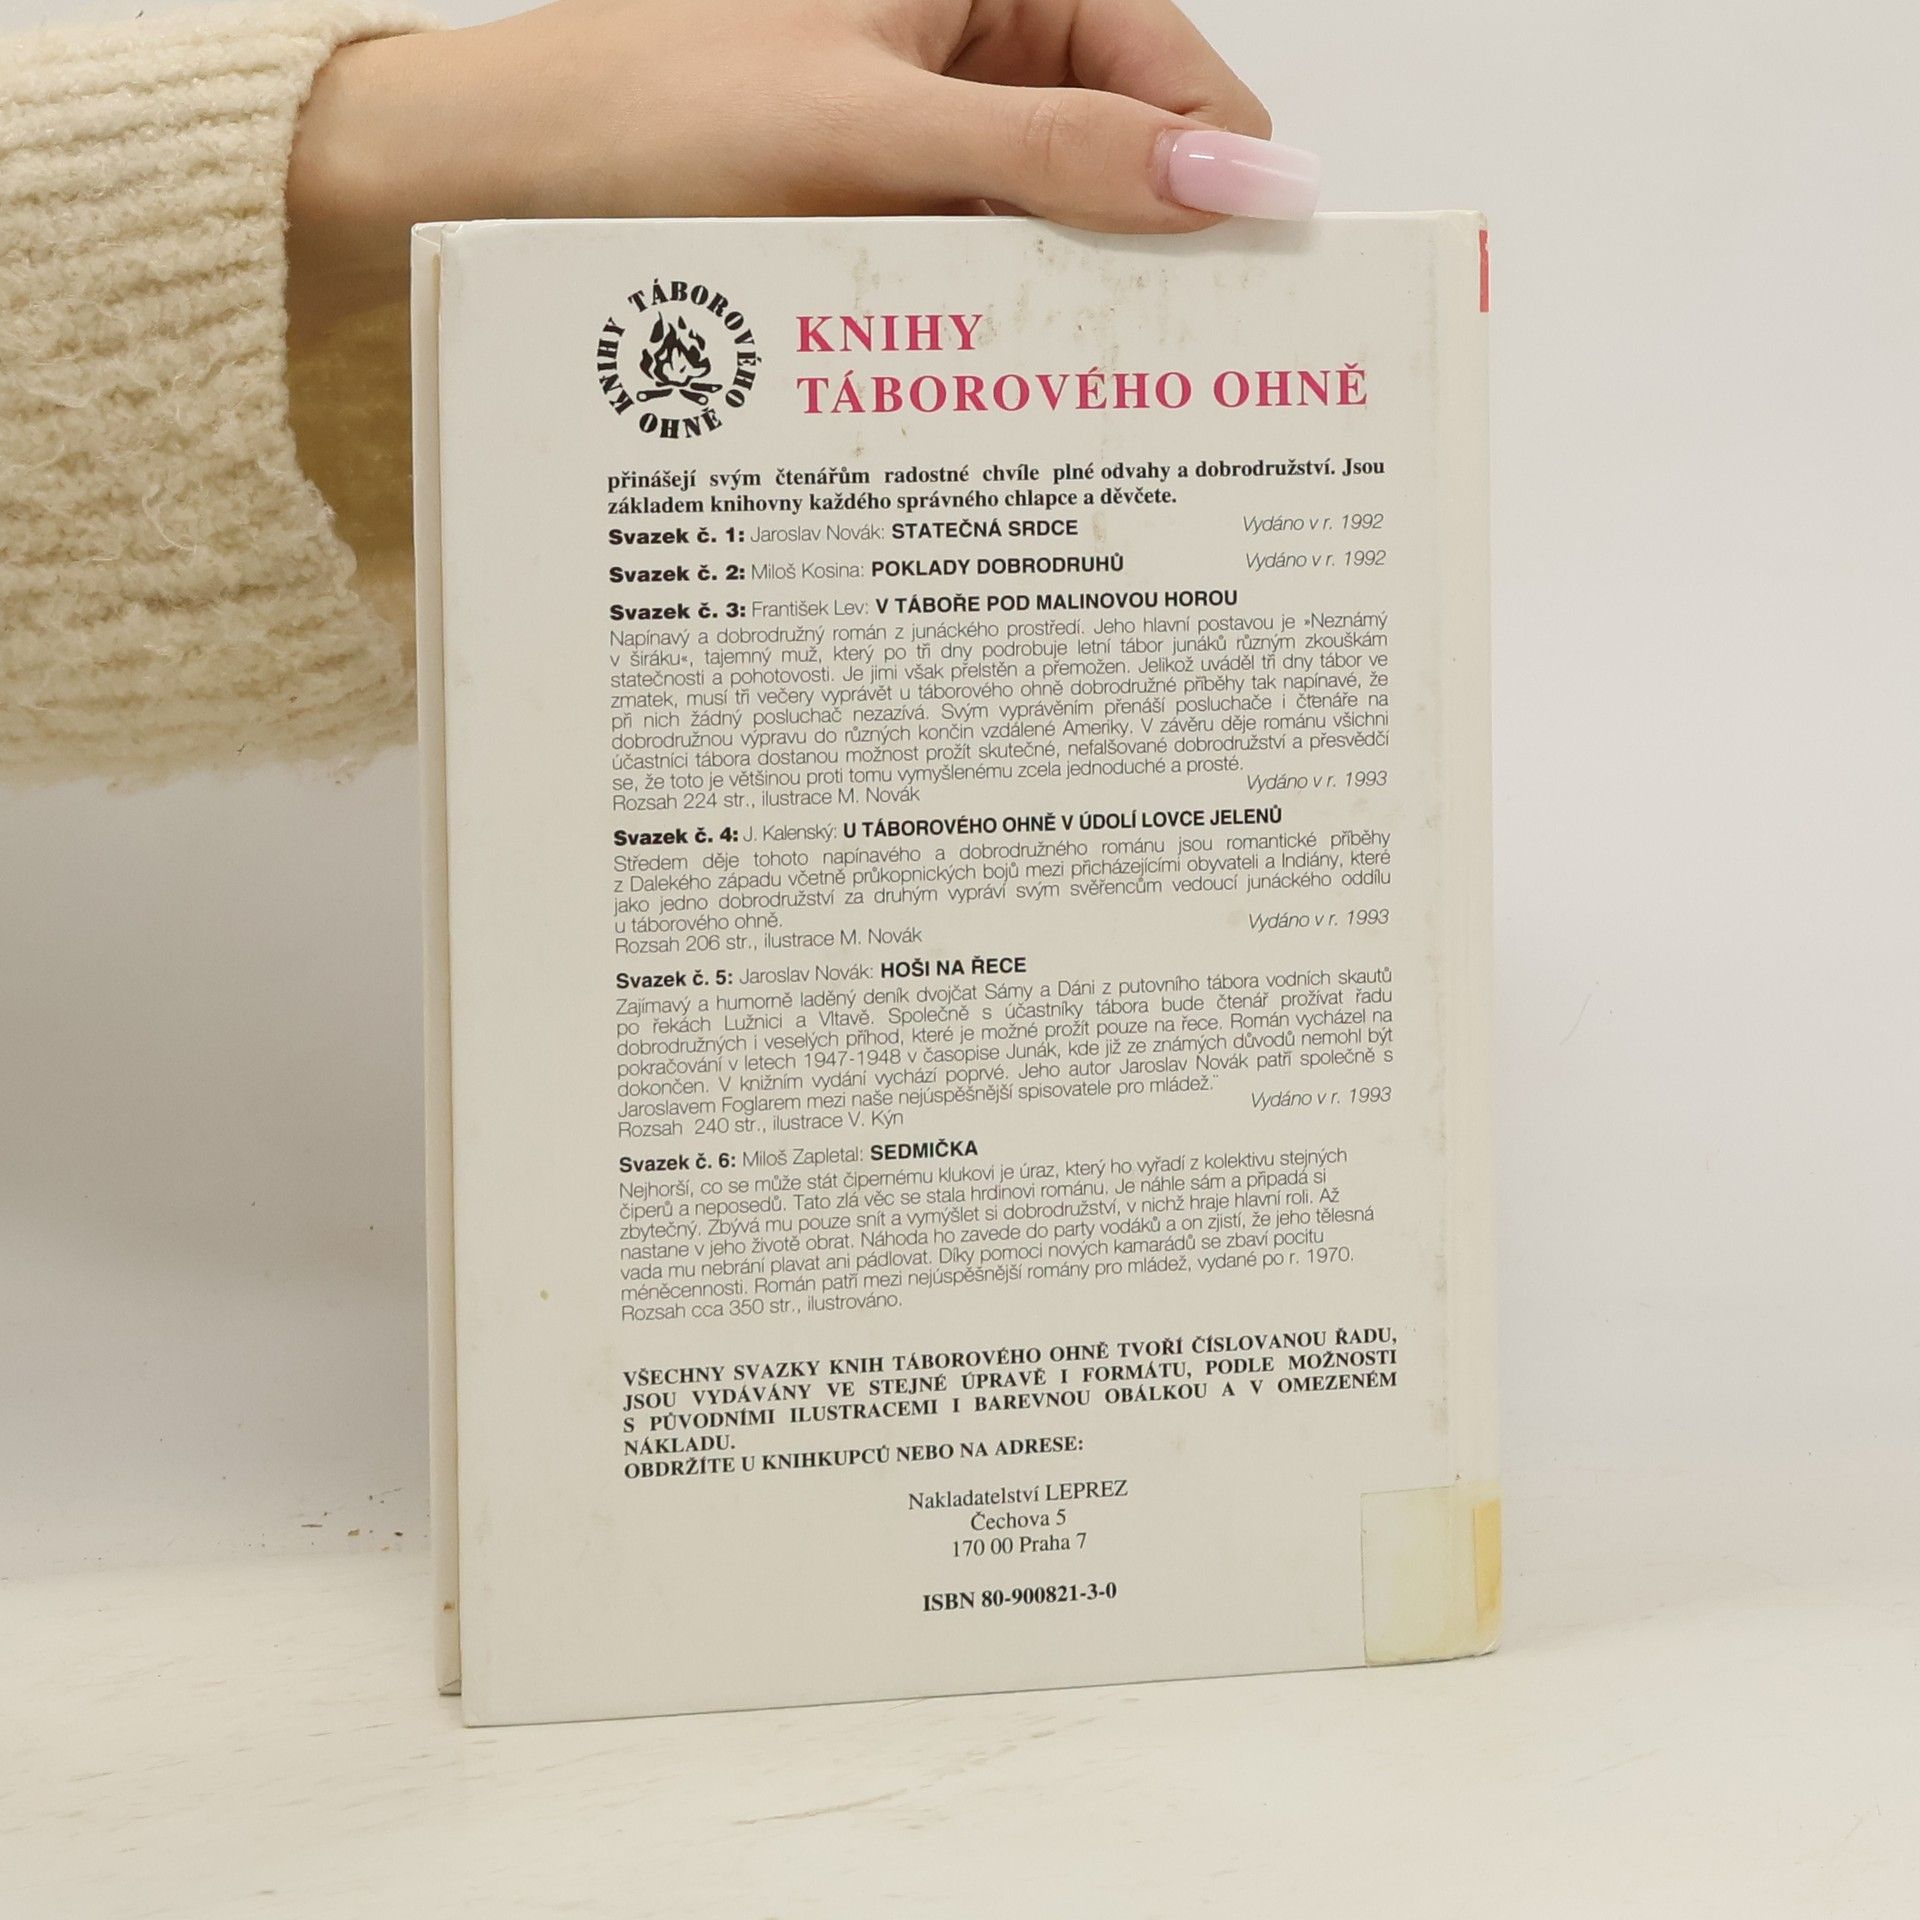 KNIHY TÁBOROVÉHO OHNĚ
KNIHY
TÁBOROVÉHO OHNĚ
přinášejí svým čtenářům radostné chvíle plné odvahy a dobrodružství. Jsou
základem knihovny každého správného chlapce a děvčete.
Svazek č. 1: Jaroslav Novák: STATEČNÁ SRDCE Vydáno v r. 1992
Svazek č. 2: Miloš Kosina: POKLADY DOBRODRUHŮ Vydáno v r. 1992
Svazek č. 3: František Lev: V TÁBOŘE POD MALINOVOU HOROU
Napínavý a dobrodružný román z junáckého prostředí. Jeho hlavní postavou je »Neznámý
v širáku«, tajemný muž, který po tři dny podrobuje letní tábor junáků různým zkouškám
statečnosti a pohotovosti. Je jimi však přelstěn a přemožen. Jelikož uváděl tři dny tábor ve
zmatek, musí tři večery vyprávět u táborového ohně dobrodružné příběhy tak napínavé, že
při nich žádný posluchač nezazívá. Svým vyprávěním přenáší posluchače i čtenáře na
dobrodružnou výpravu do různých končin vzdálené Ameriky. V závěru děje románu všichni
účastníci tábora dostanou možnost prožít skutečné, nefalšované dobrodružství a přesvědčí
se, že toto je většinou proti tomu vymyšlenému zcela jednoduché a prosté.
Rozsah 224 str., ilustrace M. Novák Vydáno v r. 1993
Svazek č. 4: J. Kalenský: U TÁBOROVÉHO OHNĚ V ÚDOLÍ LOVCE JELENŮ
Středem děje tohoto napínavého a dobrodružného románu jsou romantické příběhy
z Dalekého západu včetně průkopnických bojů mezi přicházejícími obyvateli a Indiány, které
jako jedno dobrodružství za druhým vypráví svým svěřencům vedoucí junáckého oddílu
u táborového ohně.
Rozsah 206 str., ilustrace M. Novák Vydáno v r. 1993
Svazek č. 5: Jaroslav Novák: HOŠI NA ŘECE
Zajímavý a humorně laděný deník dvojčat Sámy a Dáni z putovního tábora vodních skautů
po řekách Lužnici a Vltavě. Společně s účastníky tábora bude čtenář prožívat řadu
dobrodružných i veselých příhod, které je možné prožít pouze na řece. Román vycházel na
pokračování v letech 1947-1948 v časopise Junák, kde již ze známých důvodů nemohl být
dokončen. V knižním vydání vychází poprvé. Jeho autor Jaroslav Novák patří společně s
Jaroslavem Foglarem mezi naše nejúspěšnější spisovatele pro mládež.¨
Rozsah 240 str., ilustrace V. Kýn Vydáno v r. 1993
Svazek č. 6: Miloš Zapletal: SEDMIČKA
Nejhorší, co se může stát čipernému klukovi je úraz, který ho vyřadí z kolektivu stejných
čiperů a neposedů. Tato zlá věc se stala hrdinovi románu. Je náhle sám a připadá si
zbytečný. Zbývá mu pouze snít a vymýšlet si dobrodružství, v nichž hraje hlavní roli. Až
nastane v jeho životě obrat. Náhoda ho zavede do party vodáků a on zjistí, že jeho tělesná
vada mu nebrání plavat ani pádlovat. Díky pomoci nových kamarádů se zbaví pocitu
méněcennosti. Román patří mezi nejúspěšnější romány pro mládež, vydané po r. 1970.
Rozsah cca 350 str., ilustrováno.
VŠECHNY SVAZKY KNIH TÁBOROVÉHO OHNĚ TVOŘÍ ČÍSLOVANOU ŘADU,
JSOU VYDÁVÁNY VE STEJNÉ ÚPRAVĚ I FORMÁTU, PODLE MOŽNOSTI
S PŮVODNÍMI ILUSTRACEMI I BAREVNOU OBÁLKOU A V OMEZENÉM
NÁKLADU.
OBDRŽÍTE U KNIHKUPCŮ NEBO NA ADRESE:
Nakladatelství LEPREZ
Čechova 5
170 00 Praha 7
ISBN 80-900821-3-0